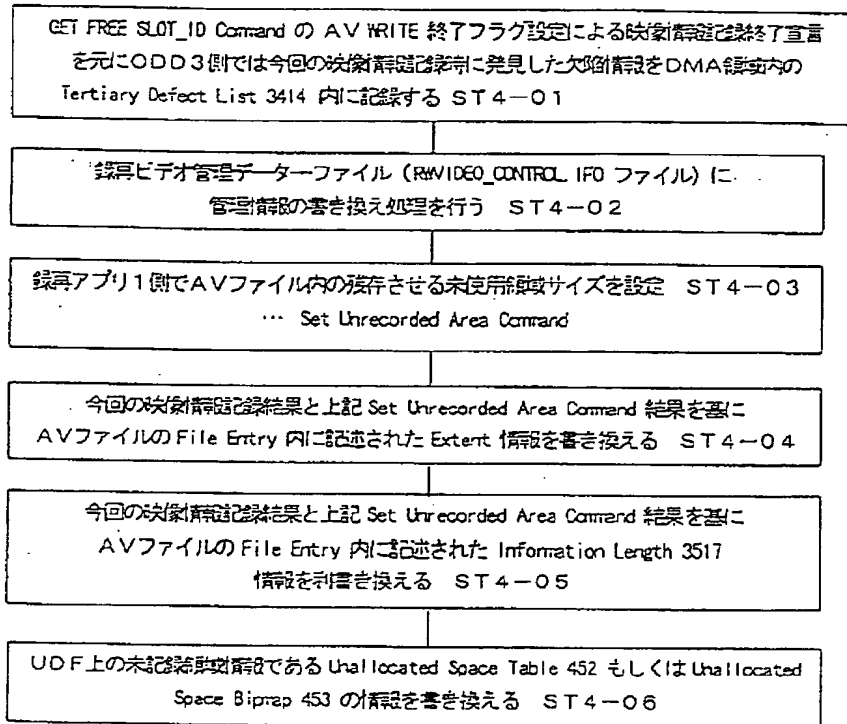 GET FREE SLOT_ID Command の AV WRITE 終了フラグ設定による映像情報記録終了宣言
を元にODD3側では今回の映像情報記録時に発見した欠陥情報をDMA領域内の
Tertiary Defect List 3414 内に記録する ST4-01
録再ビデオ管理データーファイル (RWVIDEO_CONTROL.IFO ファイル) に
管理情報の書き換え処理を行う ST4-02
録再アプリ1側でAVファイル内の残存させる未使用領域サイズを設定 ST4-03
… Set Unrecorded Area Command
今回の映像情報記録結果と上記 Set Unrecorded Area Command 結果を基に
AVファイルの File Entry 内に記述された Extent 情報を書き換える ST4-04
今回の映像情報記録結果と上記 Set Unrecorded Area Command 結果を基に
AVファイルの File Entry 内に記述された Information Length 3517
情報を利書き換える ST4-05
UDF上の未記録領域情報である Unallocated Space Table 452 もしくは Unallocated
Space Bipmap 453 の情報を書き換える ST4-06